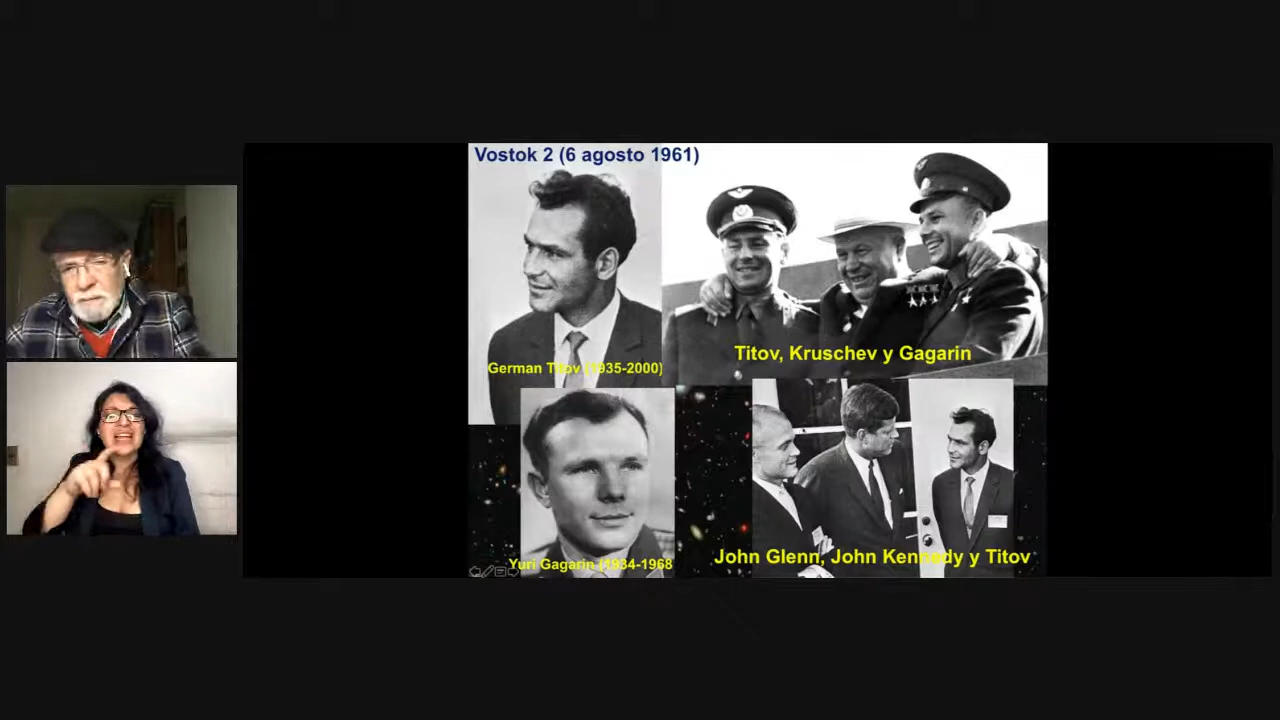 Vostok 2 (6 agosto 1961)
German Titov (1935-2000)
Titov, Kruschev y Gagarin
Yuri Gagarin (1934-1968
John Glenn, John Kennedy y Titov